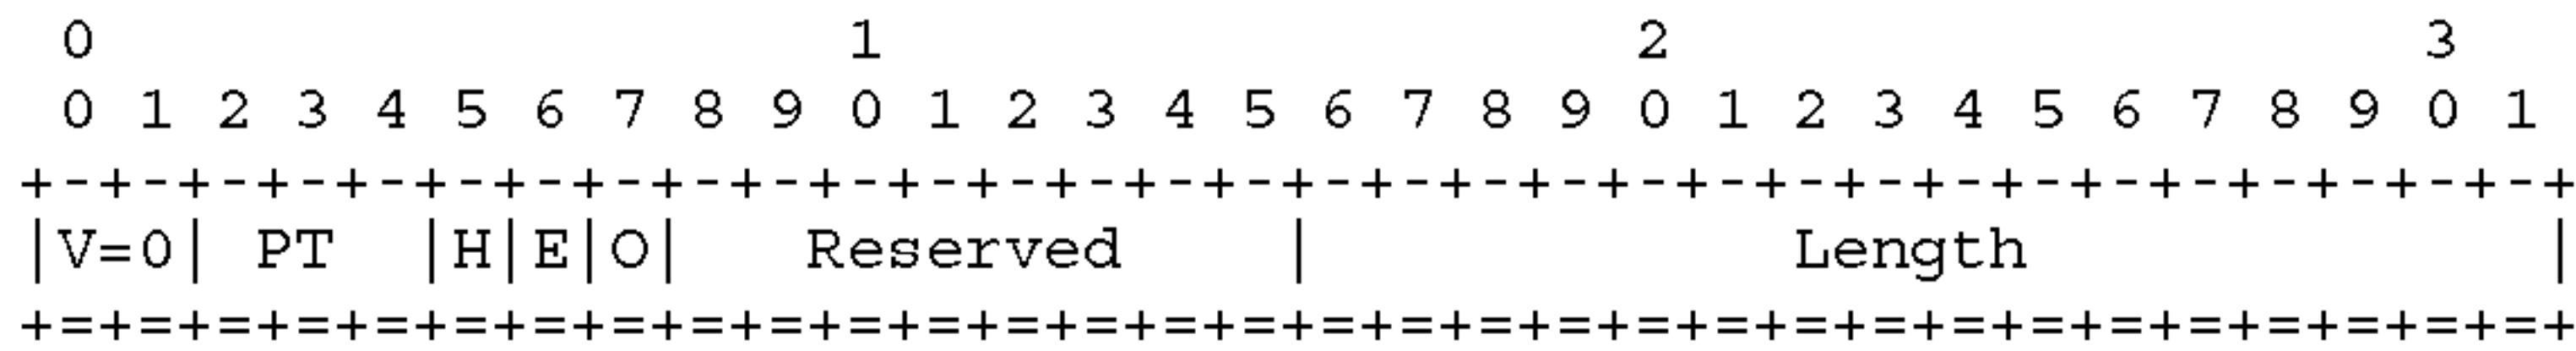 0                   1                   2                   3
 0 1 2 3 4 5 6 7 8 9 0 1 2 3 4 5 6 7 8 9 0 1 2 3 4 5 6 7 8 9 0 1
+-+-+-+-+-+-+-+-+-+-+-+-+-+-+-+-+-+-+-+-+-+-+-+-+-+-+-+-+-+-+-+-+
|V=0| PT  |H|E|O|   Reserved    |            Length             |
+=+=+=+=+=+=+=+=+=+=+=+=+=+=+=+=+=+=+=+=+=+=+=+=+=+=+=+=+=+=+=+=+